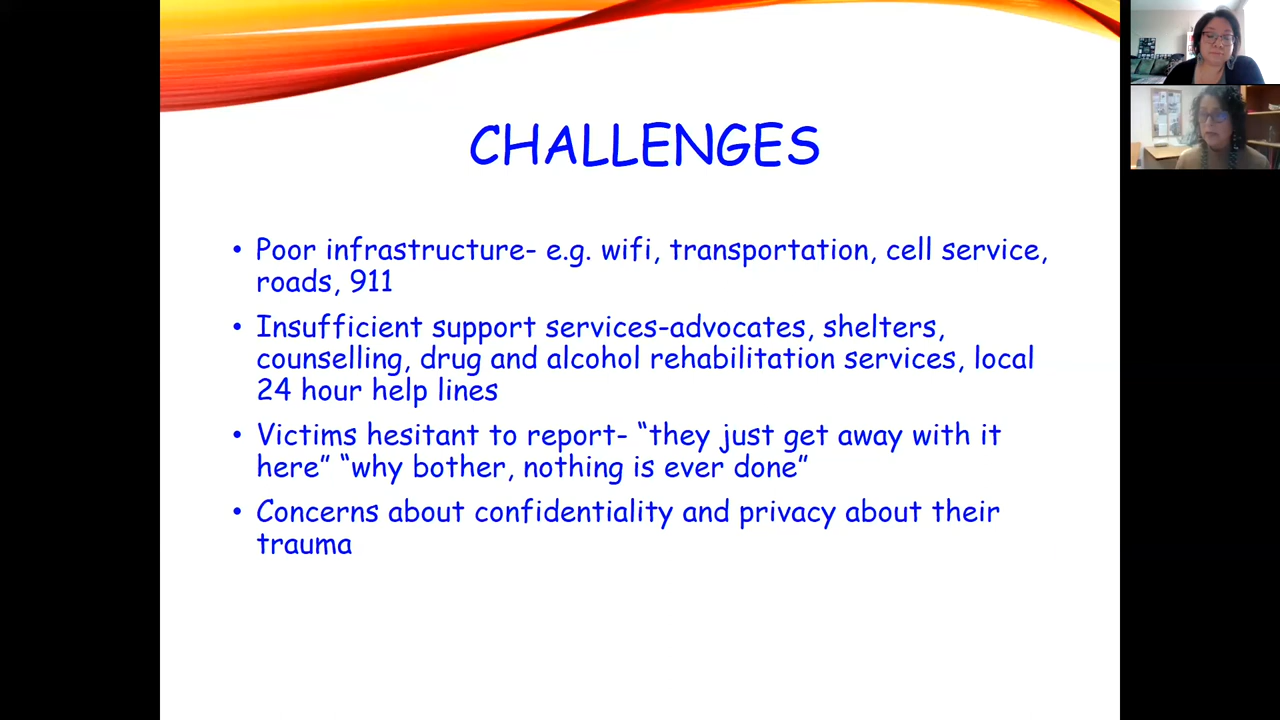 CHALLENGES
• Poor infrastructure- e.g. wifi, transportation, cell service,
roads, 911
• Insufficient support services-advocates, shelters,
counselling, drug and alcohol rehabilitation services, local
24 hour help lines
• Victims hesitant to report- “they just get away with it
here” “why bother, nothing is ever done”
• Concerns about confidentiality and privacy about their
trauma